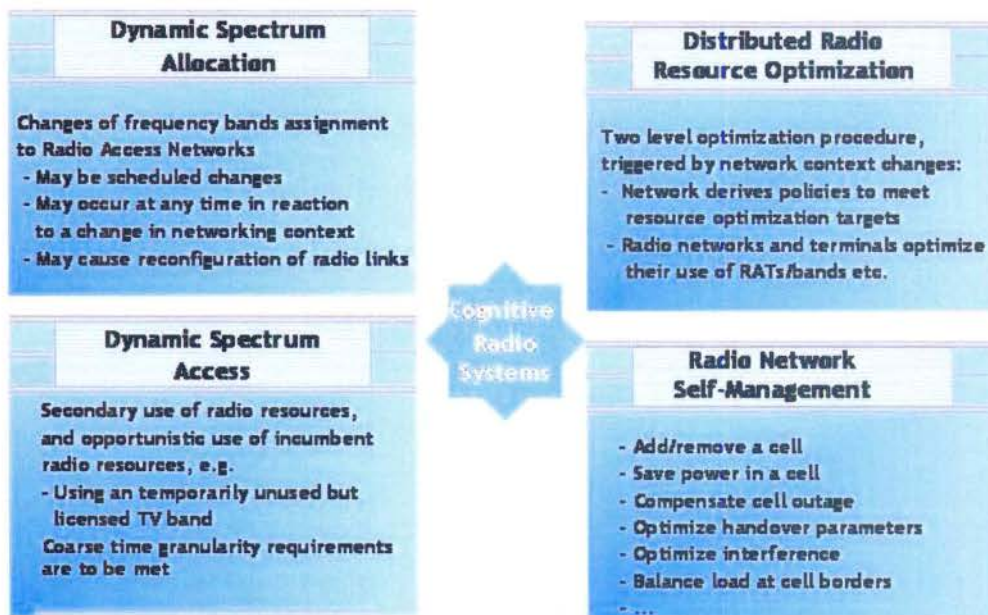 Dynamic Spectrum
Allocation
Changes of frequency bands assignment
to Radio Access Networks
- May be scheduled changes
- May occur at any time in reaction
to a change in networking context
- May cause reconfiguration of radio links
Dynamic Spectrum
Access
Secondary use of radio resources,
and opportunistic use of incumbent
radio resources, e.g.
- Using an temporarily unused but
licensed TV band
Coarse time granularity requirements
are to be met
Cognitive
Radio
Systems
Distributed Radio
Resource Optimization
Two level optimization procedure,
triggered by network context changes:
- Network derives policies to meet
resource optimization targets
- Radio networks and terminals optimize
their use of RATs/bands etc.
Radio Network
Self-Management
- Add/remove a cell
- Save power in a cell
- Compensate cell outage
- Optimize handover parameters
- Optimize interference
- Balance load at cell borders
- ...